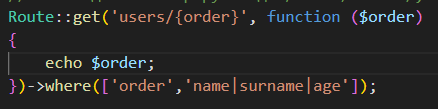 Route::get('users/{order}', function ($order)
{
    echo $order;
})->where(['order','name|surname|age']);